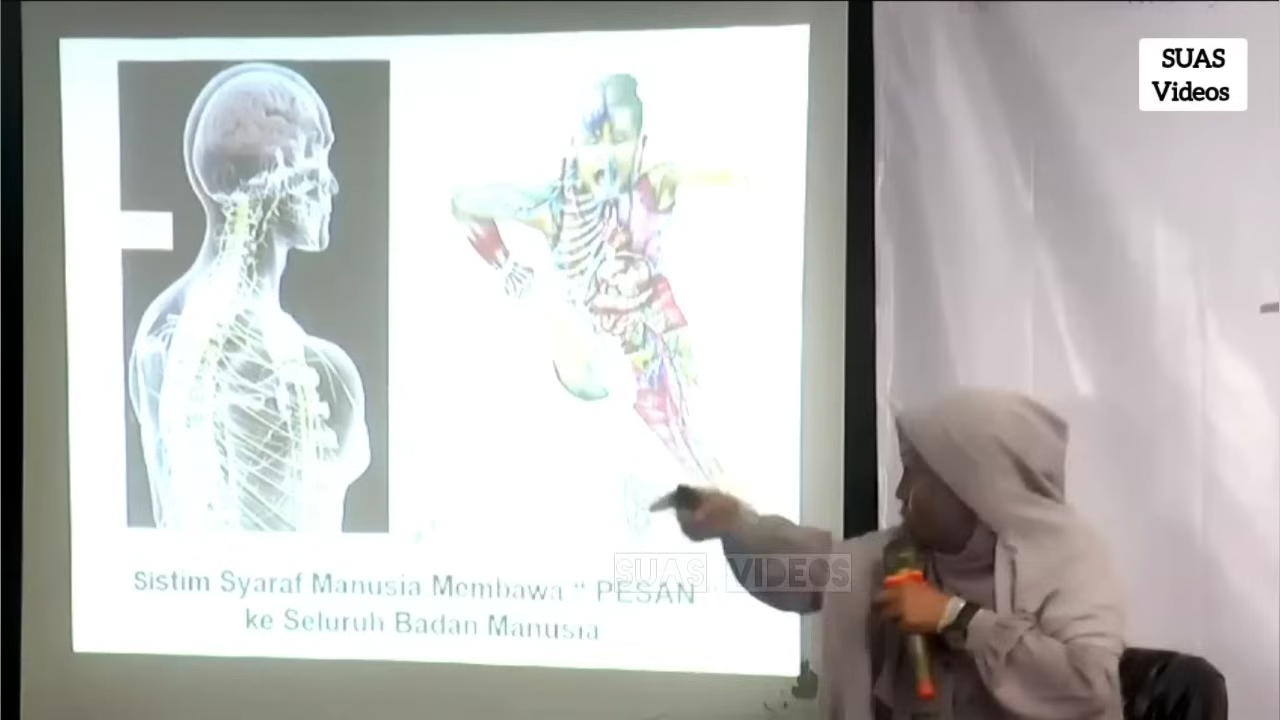 SUAS
Videos
Sistim Syaraf Manusia Membawa “ PESAN
ke Seluruh Badan Manusia
SUAS VIDEOS